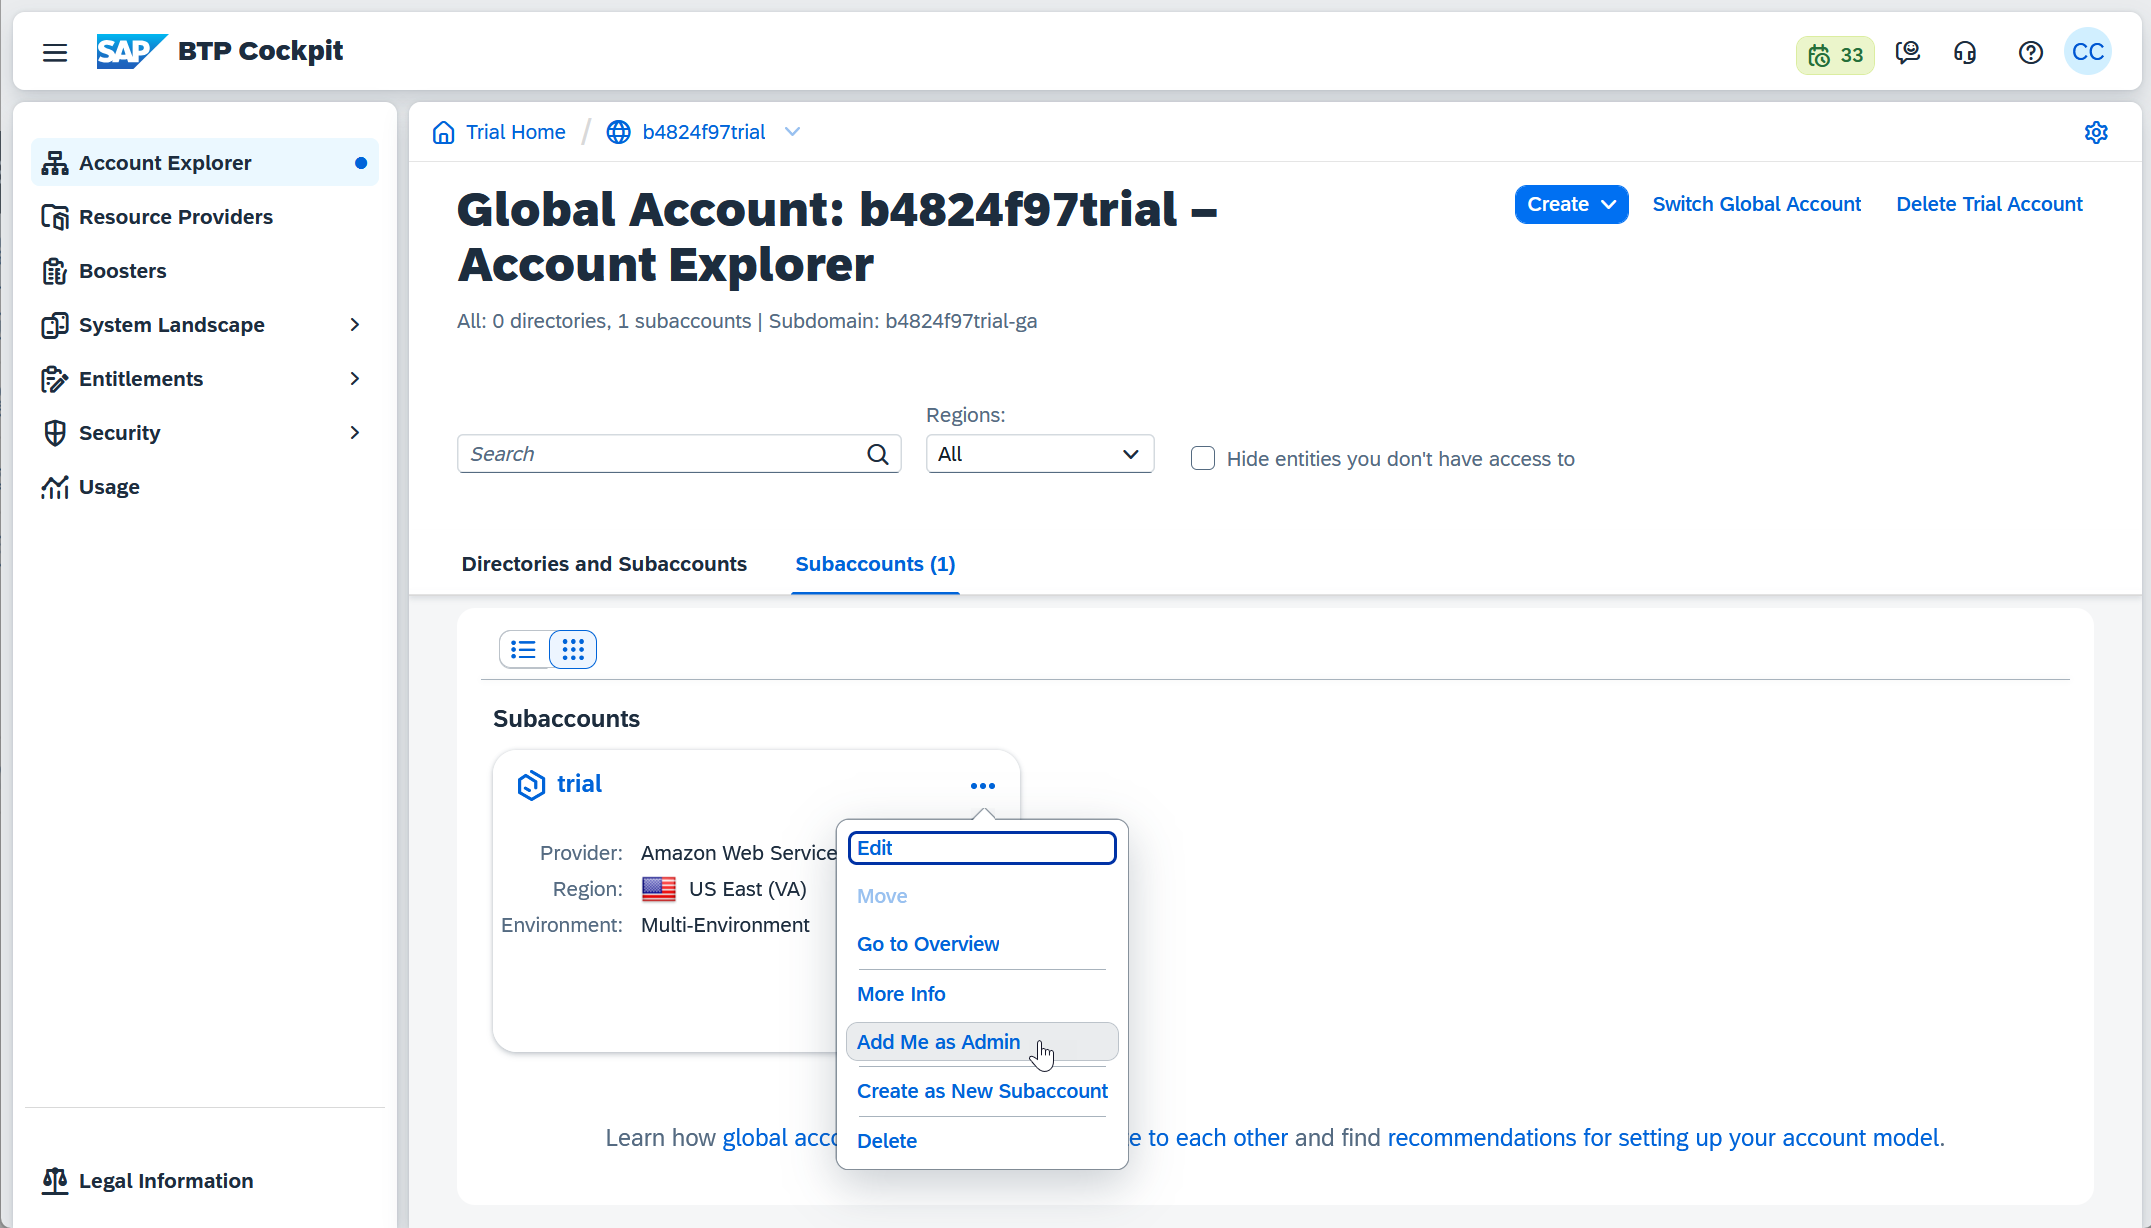 SAP BTP Cockpit
33
CC
Account Explorer
Resource Providers
Boosters
System Landscape
Entitlements
Security
Usage
Legal Information
Trial Home / b4824f97trial
Global Account: b4824f97trial –
Account Explorer
Create
Switch Global Account
Delete Trial Account
All: 0 directories, 1 subaccounts | Subdomain: b4824f97trial-ga
Search
Regions:
All
Hide entities you don't have access to
Directories and Subaccounts
Subaccounts (1)
Subaccounts
trial
Provider: Amazon Web Service
Region: US East (VA)
Environment: Multi-Environment
Edit
Move
Go to Overview
More Info
Add Me as Admin
Create as New Subaccount
Delete
Learn how global acc
e to each other and find recommendations for setting up your account model.